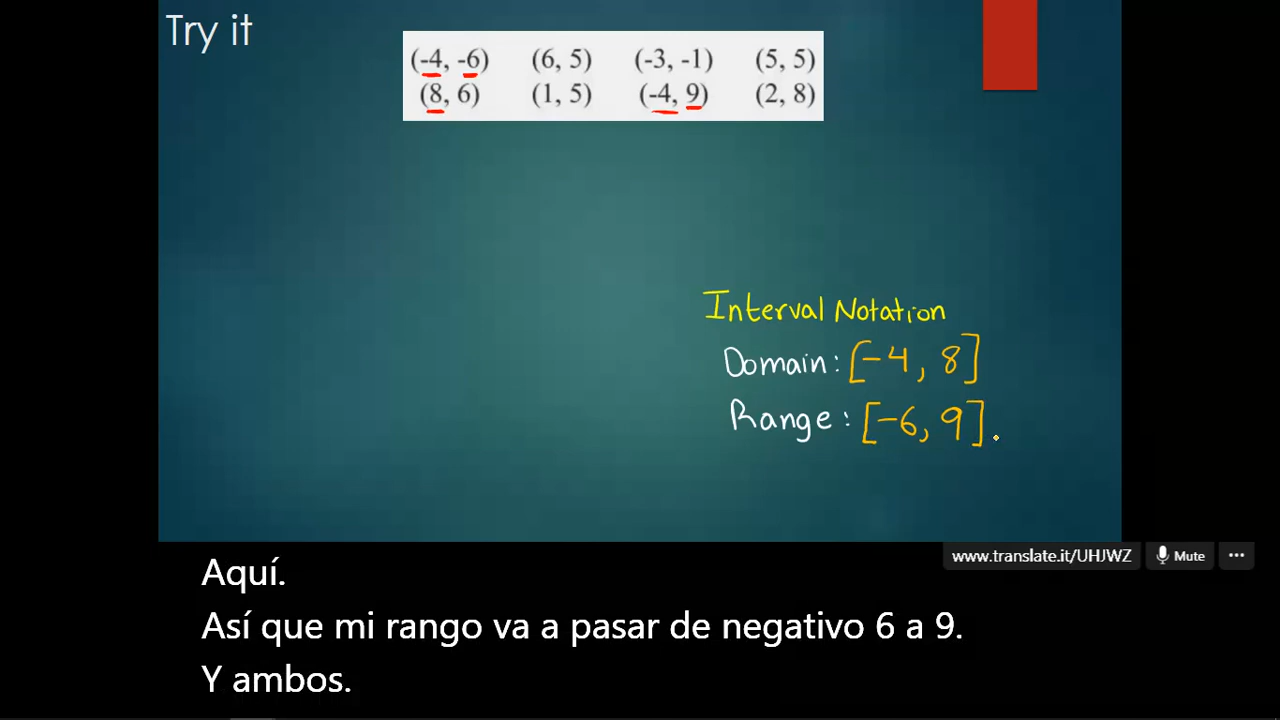 Try it
(-4, -6) (6, 5) (-3, -1) (5, 5)
(8, 6) (1, 5) (-4, 9) (2, 8)
Interval Notation
Domain: [-4, 8]
Range: [-6, 9]
www.translate.it/UHJWZ Mute
Aquí.
Así que mi rango va a pasar de negativo 6 a 9.
Y ambos.